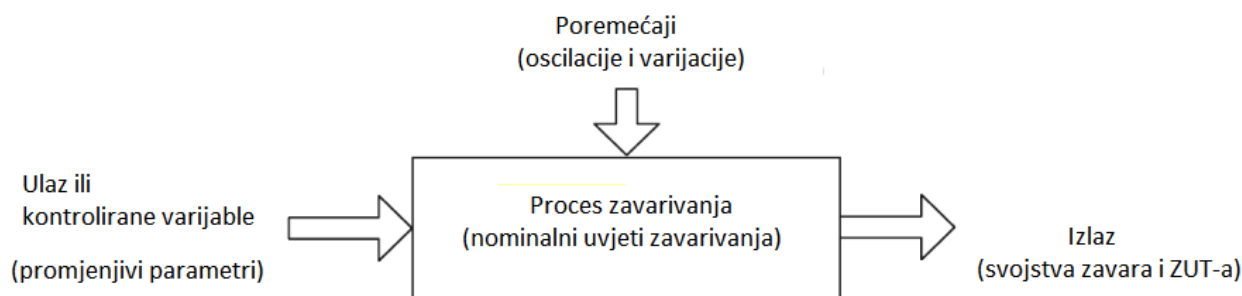 Poremećaji
(oscilacije i varijacije)
Ulaz ili
kontrolirane varijable
(promjenjivi parametri)
Proces zavarivanja
(nominalni uvjeti zavarivanja)
Izlaz
(svojstva zavara i ZUT-a)